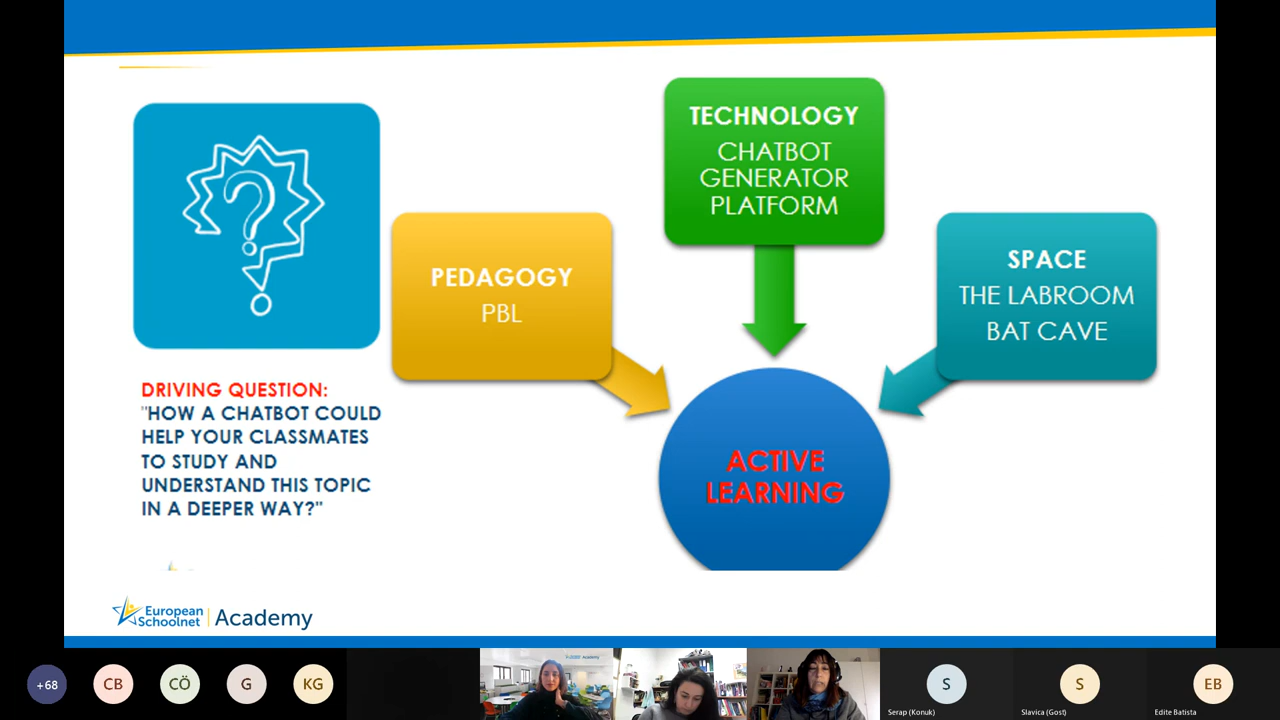 TECHNOLOGY
CHATBOT
GENERATOR
PLATFORM
PEDAGOGY
PBL
SPACE
THE LABROOM
BAT CAVE
DRIVING QUESTION:
"HOW A CHATBOT COULD
HELP YOUR CLASSMATES
TO STUDY AND
UNDERSTAND THIS TOPIC
IN A DEEPER WAY?"
ACTIVE
LEARNING
European
Schoolnet
Academy
+68
CB
CÖ
G
KG
S
Serap (Konuk)
S
Slavica (Gost)
EB
Edite Batista